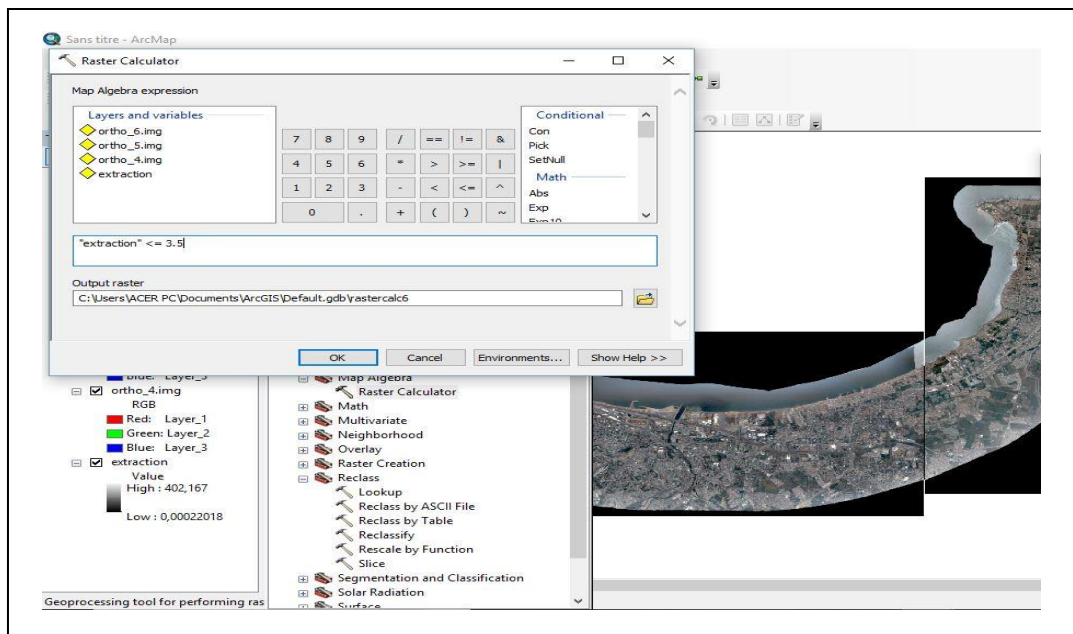 Sans titre - ArcMap
Raster Calculator
Map Algebra expression
Layers and variables
ortho_6.img
ortho_5.img
ortho_4.img
extraction
7 8 9 / == != &
4 5 6 * > >= |
1 2 3 - < <= ^
0 . + ( ) ~
Conditional
Con
Pick
SetNull
Math
Abs
Exp
Exp10
"extraction" <= 3.5
Output raster
C:\Users\ACER PC\Documents\ArcGIS\Default.gdb\rastercalc6
OK Cancel Environments... Show Help >>
Blue: Layer_3
ortho_4.img
RGB
Red: Layer_1
Green: Layer_2
Blue: Layer_3
extraction
Value
High : 402,167
Low : 0,00022018
Map Algebra
Raster Calculator
Math
Multivariate
Neighborhood
Overlay
Raster Creation
Reclass
Lookup
Reclass by ASCII File
Reclass by Table
Reclassify
Rescale by Function
Slice
Segmentation and Classification
Solar Radiation
Surface
Geoprocessing tool for performing ras